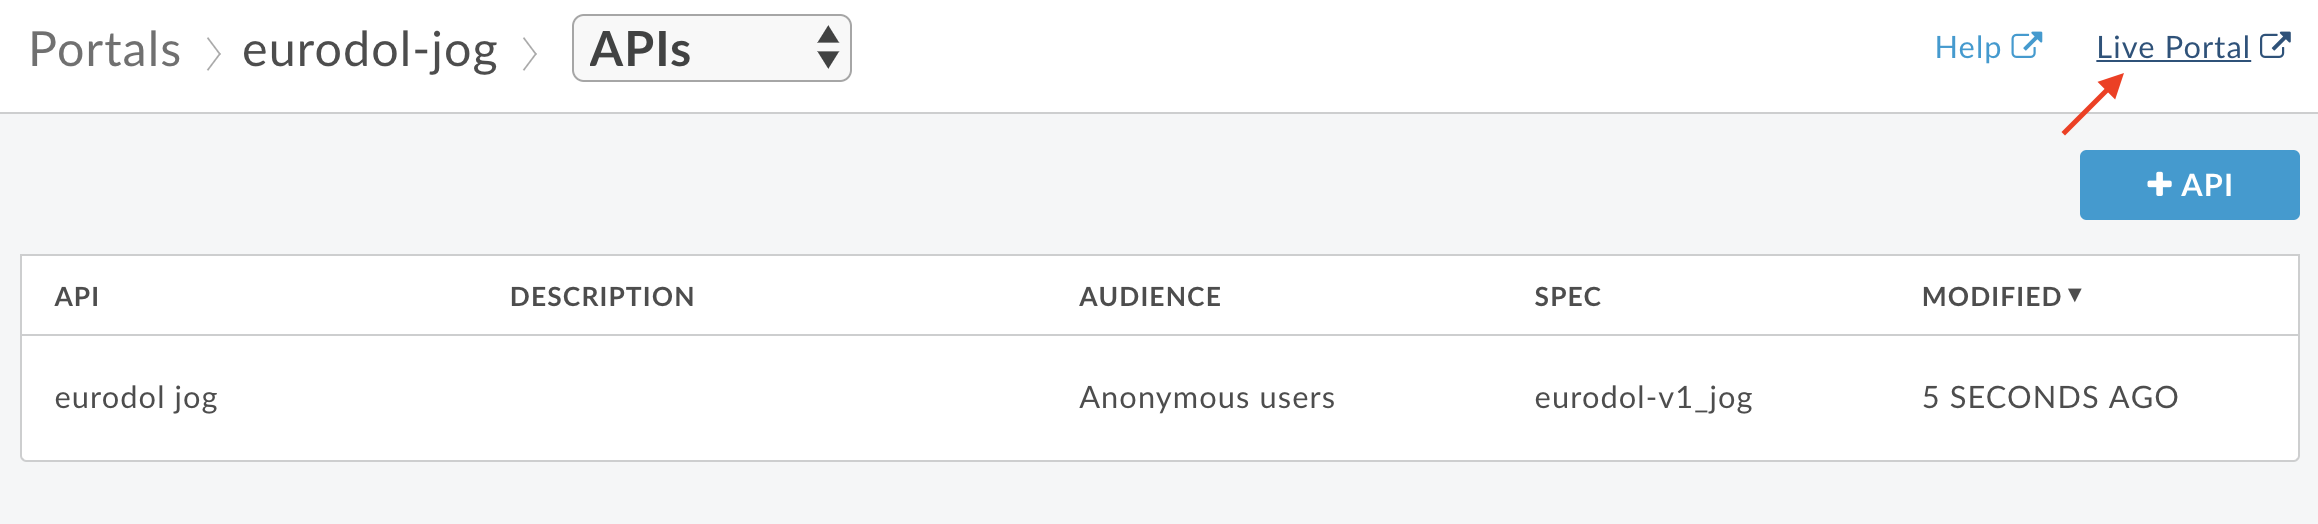 Portals eurodol-jog APIs Help Live Portal
+ API
API DESCRIPTION AUDIENCE SPEC MODIFIED
eurodol jog Anonymous users eurodol-v1_jog 5 SECONDS AGO